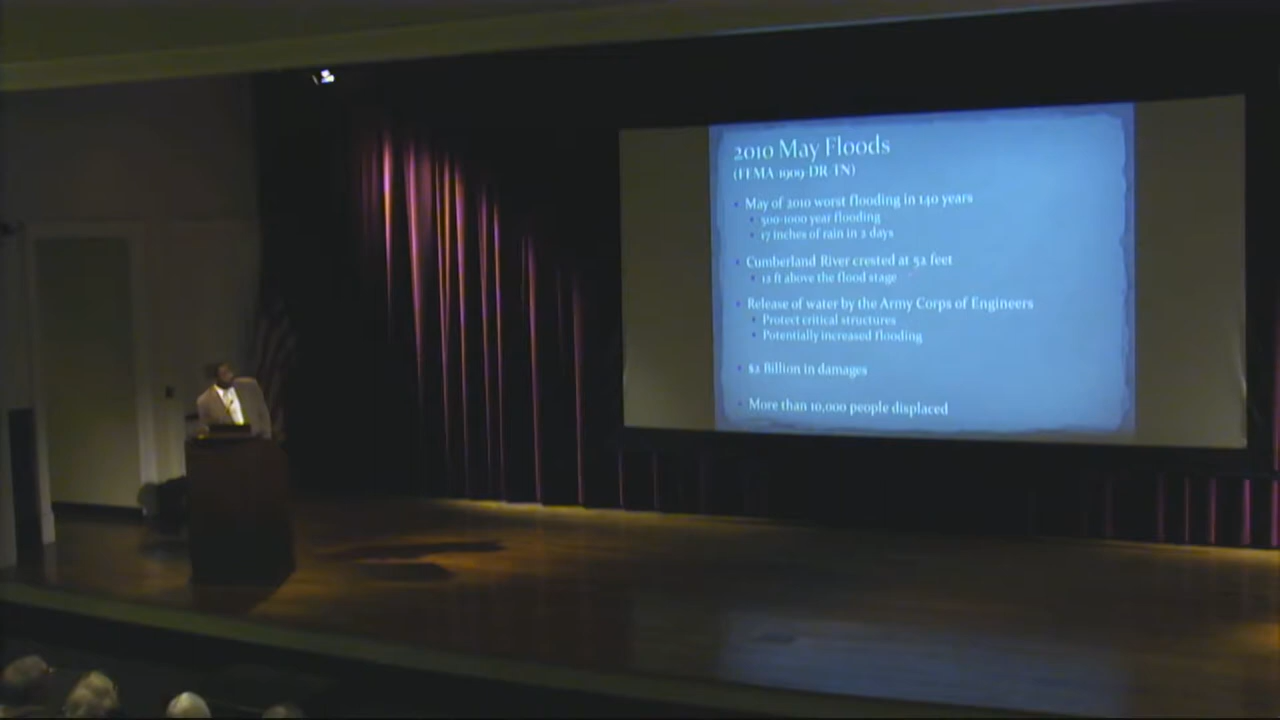 2010 May Floods
(FEMA 1909-DR-TN)
May of 2010 worst flooding in 140 years
500-1000 year flooding
17 inches of rain in 2 days
Cumberland River crested at 52 feet
12 ft above the flood stage
Release of water by the Army Corps of Engineers
Protect critical structures
Potentially increased flooding
$2 Billion in damages
More than 10,000 people displaced